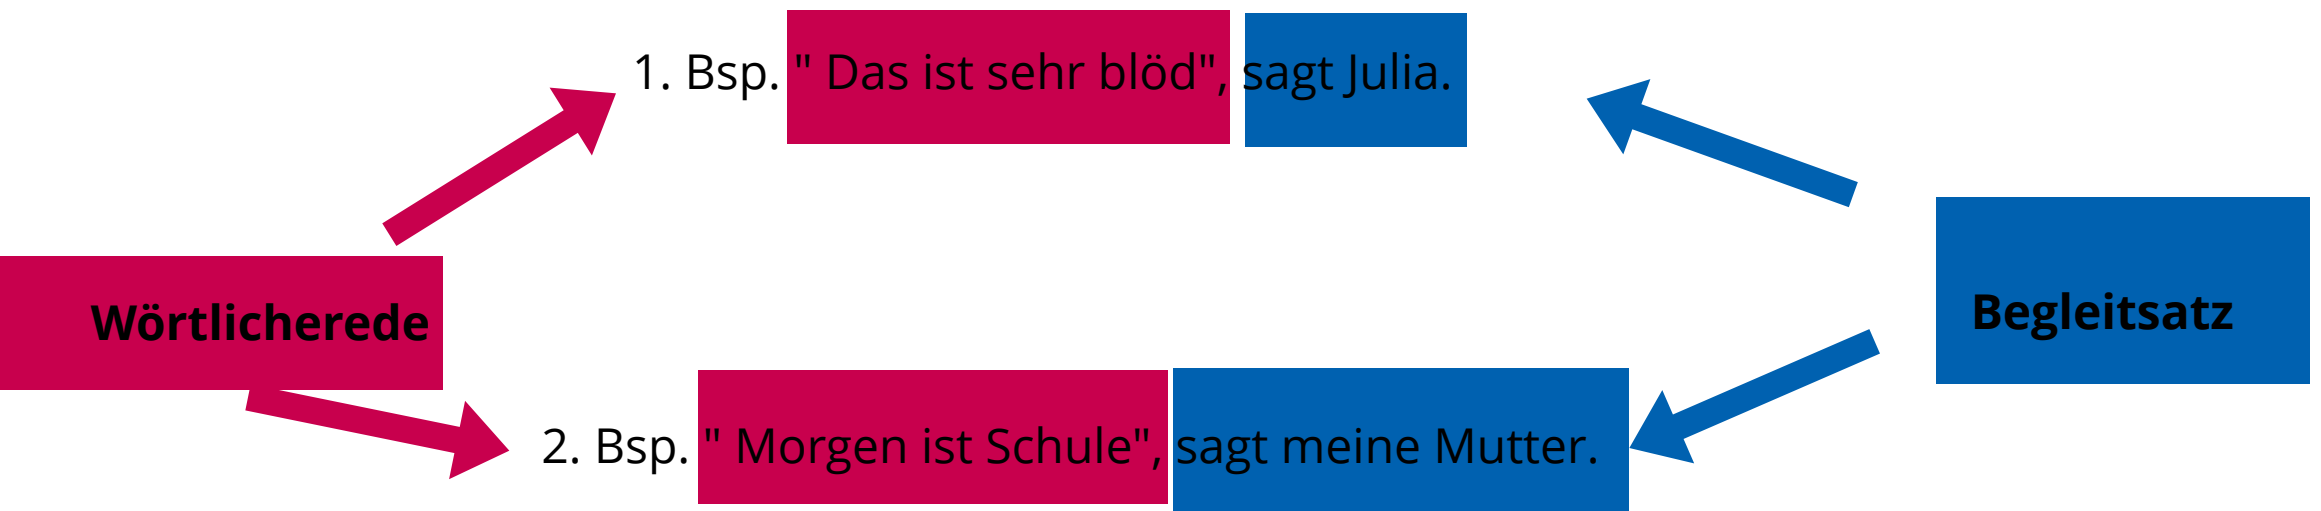 1. Bsp. " Das ist sehr blöd", sagt Julia.
Wörtlicherede
Begleitsatz
2. Bsp. " Morgen ist Schule", sagt meine Mutter.